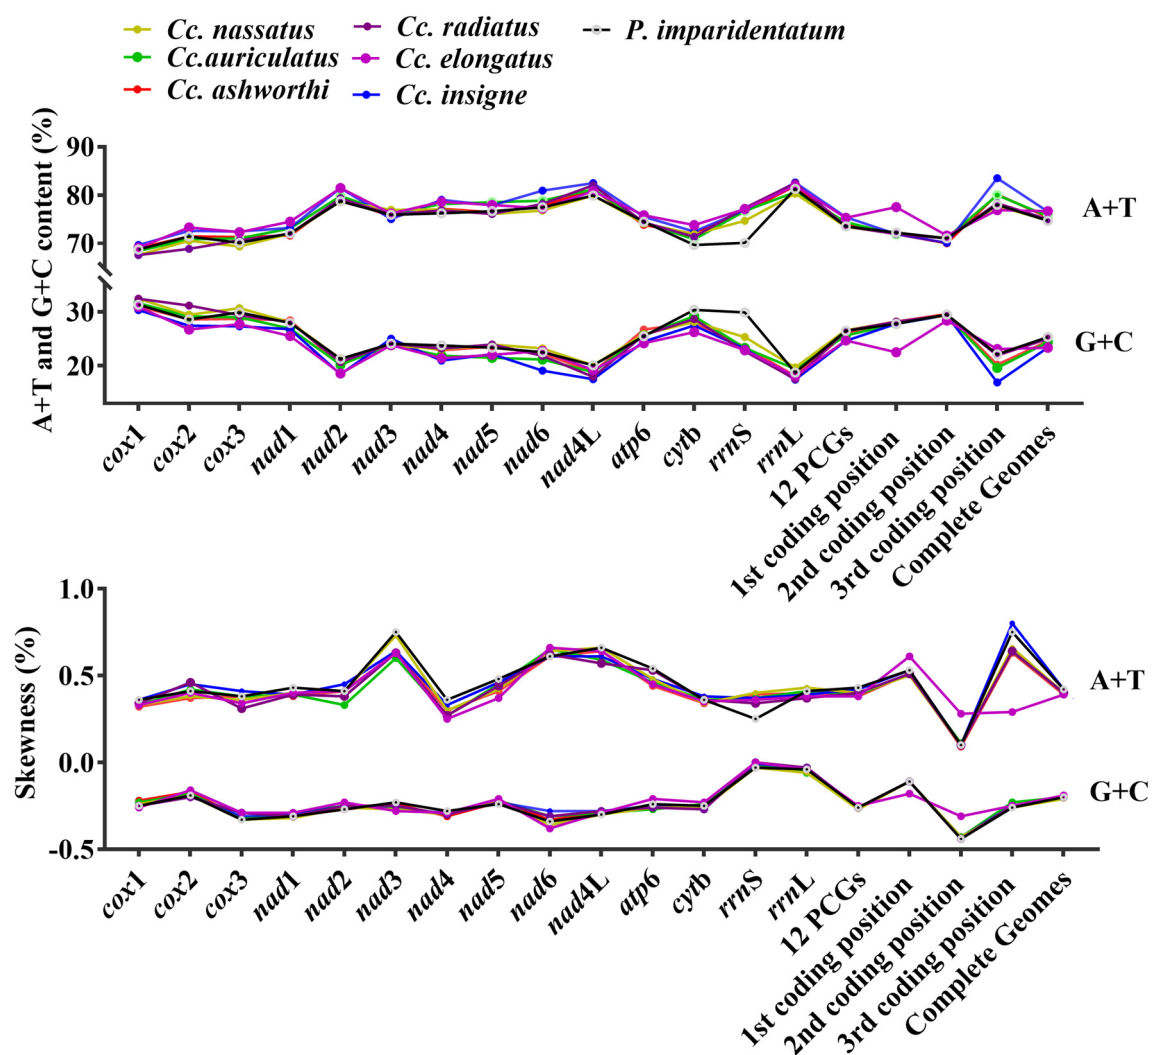 Cc. nassatus Cc. radiatus P. imparidentatum
Cc.auriculatus Cc. elongatus
Cc. ashworthi Cc. insigne
A+T and G+C content (%)
90
80
70
30
20
A+T
G+C
cox1 cox2 cox3 nad1 nad2 nad3 nad4 nad5 nad6 nad4L atp6 cytb rrnS rrnL 12 PCGs 1st coding position 2nd coding position 3rd coding position Complete Geomes
Skewness (%)
1.0
0.5
0.0
-0.5
A+T
G+C
cox1 cox2 cox3 nad1 nad2 nad3 nad4 nad5 nad6 nad4L atp6 cytb rrnS rrnL 12 PCGs 1st coding position 2nd coding position 3rd coding position Complete Geomes